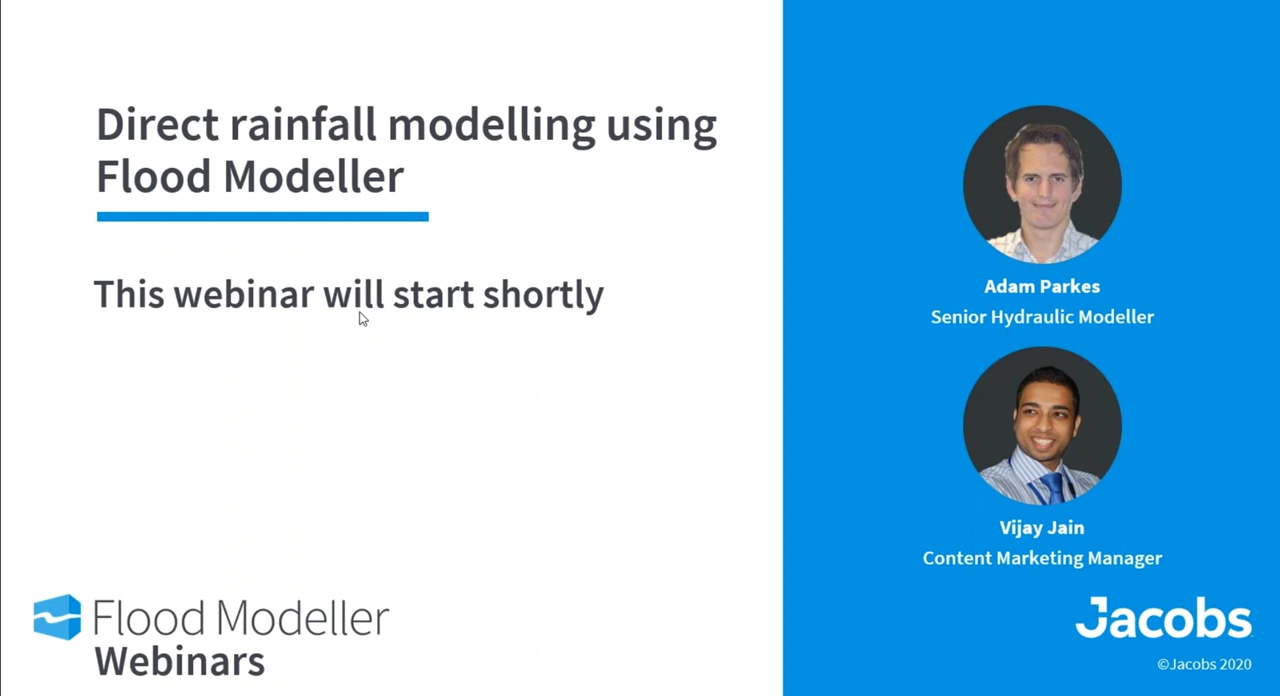 Direct rainfall modelling using
Flood Modeller
This webinar will start shortly
Adam Parkes
Senior Hydraulic Modeller
Vijay Jain
Content Marketing Manager
Flood Modeller
Webinars
Jacobs
©Jacobs 2020